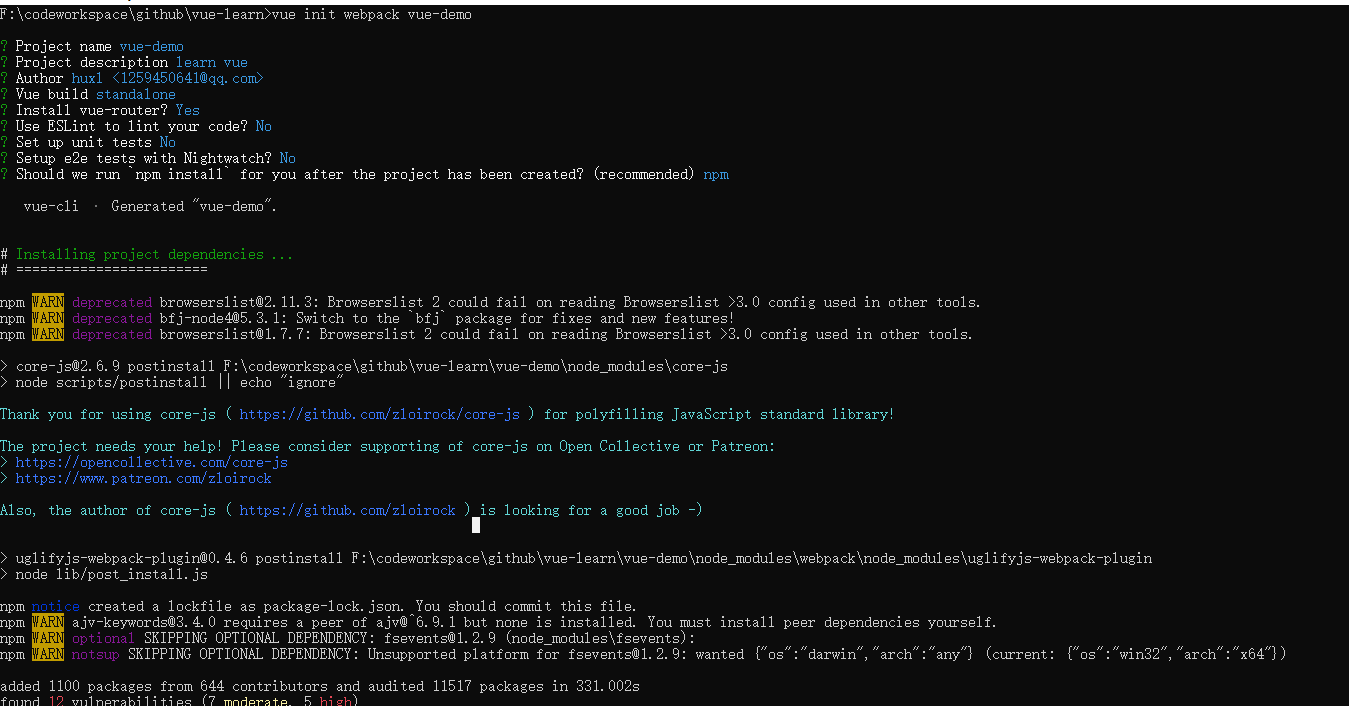 F:\codeworkspace\github\vue-learn>vue init webpack vue-demo
? Project name vue-demo
? Project description learn vue
? Author huxl <1259450641@qq.com>
? Vue build standalone
? Install vue-router? Yes
? Use ESLint to lint your code? No
? Set up unit tests No
? Setup e2e tests with Nightwatch? No
? Should we run `npm install` for you after the project has been created? (recommended) npm
vue-cli · Generated "vue-demo".
# Installing project dependencies ...
# ========================
npm WARN deprecated browserslist@2.11.3: Browserslist 2 could fail on reading Browserslist >3.0 config used in other tools.
npm WARN deprecated bfj-node4@5.3.1: Switch to the `bfj` package for fixes and new features!
npm WARN deprecated browserslist@1.7.7: Browserslist 2 could fail on reading Browserslist >3.0 config used in other tools.
> core-js@2.6.9 postinstall F:\codeworkspace\github\vue-learn\vue-demo\node_modules\core-js
> node scripts/postinstall || echo "ignore"
Thank you for using core-js ( https://github.com/zloirock/core-js ) for polyfilling JavaScript standard library!
The project needs your help! Please consider supporting of core-js on Open Collective or Patreon:
> https://opencollective.com/core-js
> https://www.patreon.com/zloirock
Also, the author of core-js ( https://github.com/zloirock ) is looking for a good job -)
> uglifyjs-webpack-plugin@0.4.6 postinstall F:\codeworkspace\github\vue-learn\vue-demo\node_modules\webpack\node_modules\uglifyjs-webpack-plugin
> node lib/post_install.js
npm notice created a lockfile as package-lock.json. You should commit this file.
npm WARN ajv-keywords@3.4.0 requires a peer of ajv@^6.9.1 but none is installed. You must install peer dependencies yourself.
npm WARN optional SKIPPING OPTIONAL DEPENDENCY: fsevents@1.2.9 (node_modules\fsevents):
npm WARN notsup SKIPPING OPTIONAL DEPENDENCY: Unsupported platform for fsevents@1.2.9: wanted {"os":"darwin","arch":"any"} (current: {"os":"win32","arch":"x64"})
added 1100 packages from 644 contributors and audited 11517 packages in 331.002s
found 12 vulnerabilities (7 moderate, 5 high)